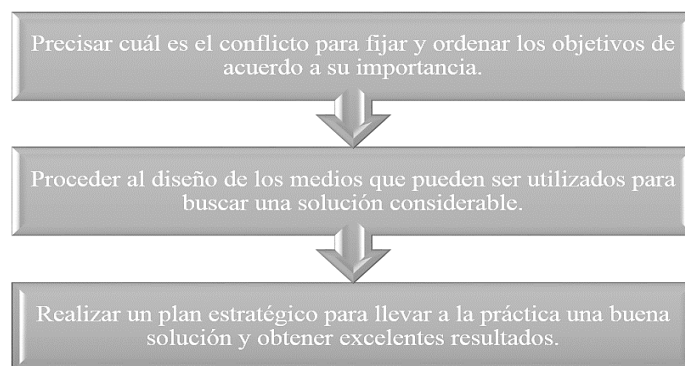 Precisar cuál es el conflicto para fijar y ordenar los objetivos de
acuerdo a su importancia.
Proceder al diseño de los medios que pueden ser utilizados para
buscar una solución considerable.
Realizar un plan estratégico para llevar a la práctica una buena
solución y obtener excelentes resultados.